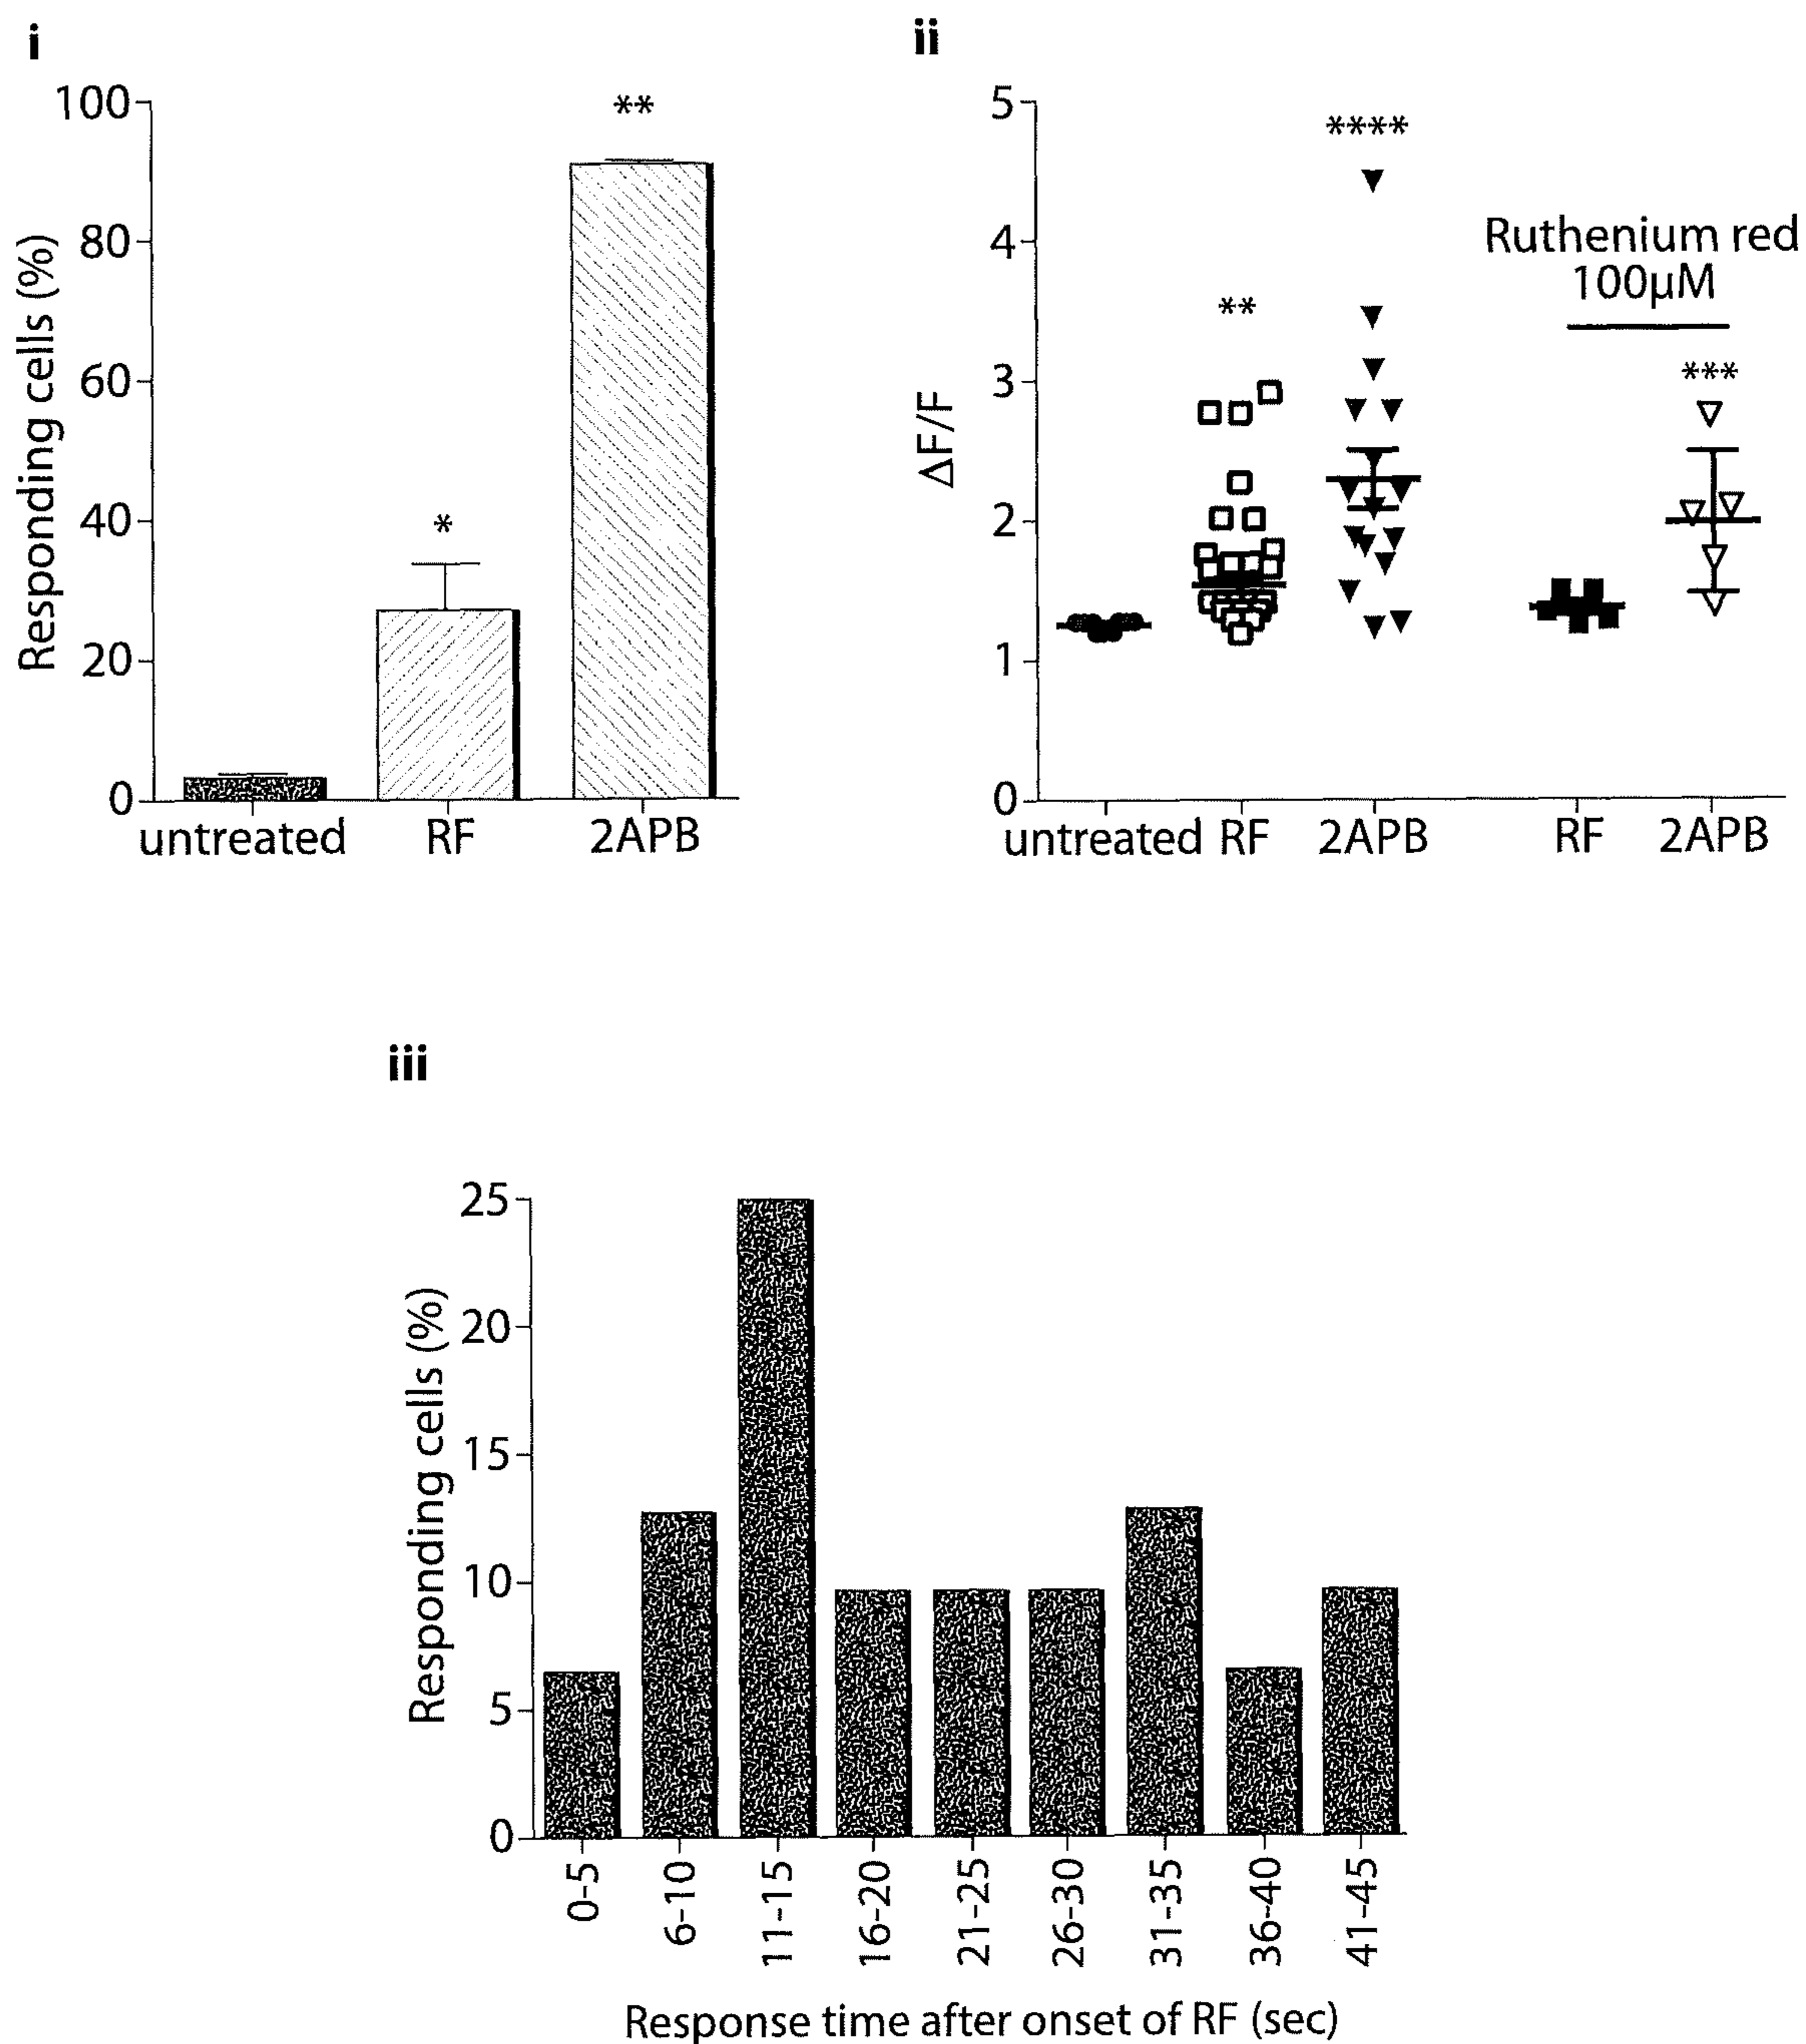 i
100
80
60
40
20
0
Responding cells (%)
*
**
untreated RF 2APB
ii
5
4
3
2
1
0
ΔF/F
**
****
Ruthenium red
100µM
***
untreated RF 2APB RF 2APB
iii
25
20
15
10
5
0
Responding cells (%)
0-5
6-10
11-15
16-20
21-25
26-30
31-35
36-40
41-45
Response time after onset of RF (sec)